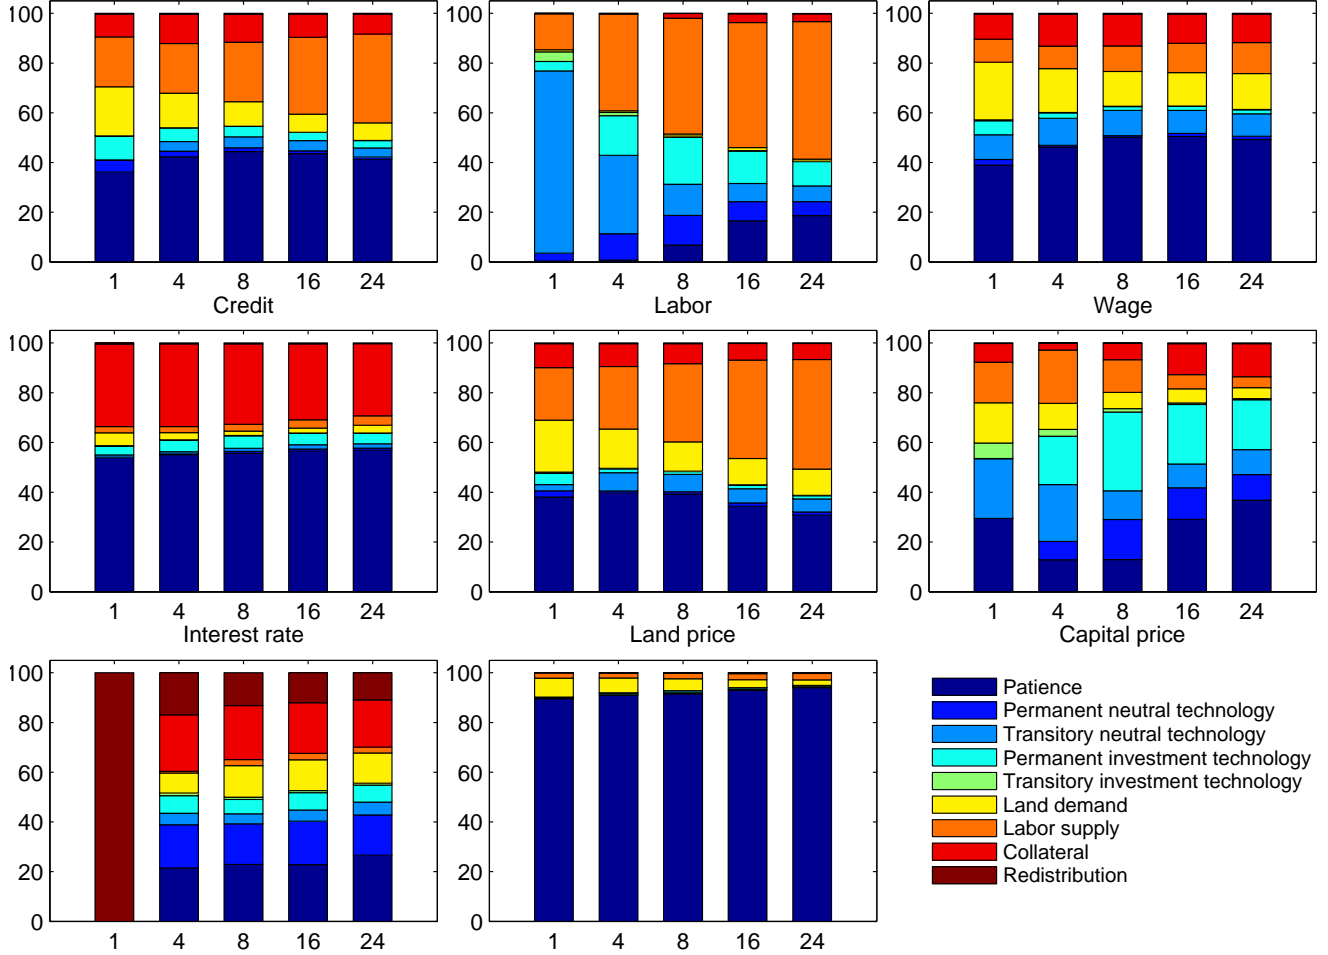 100 100 100
80 80 80
60 60 60
40 40 40
20 20 20
0 0 0
1 4 8 16 24 1 4 8 16 24 1 4 8 16 24
Credit Labor Wage
100 100 100
80 80 80
60 60 60
40 40 40
20 20 20
0 0 0
1 4 8 16 24 1 4 8 16 24 1 4 8 16 24
Interest rate Land price Capital price
100 100
80 80
60 60
40 40
20 20
0 0
1 4 8 16 24 1 4 8 16 24
Patience
Permanent neutral technology
Transitory neutral technology
Permanent investment technology
Transitory investment technology
Land demand
Labor supply
Collateral
Redistribution